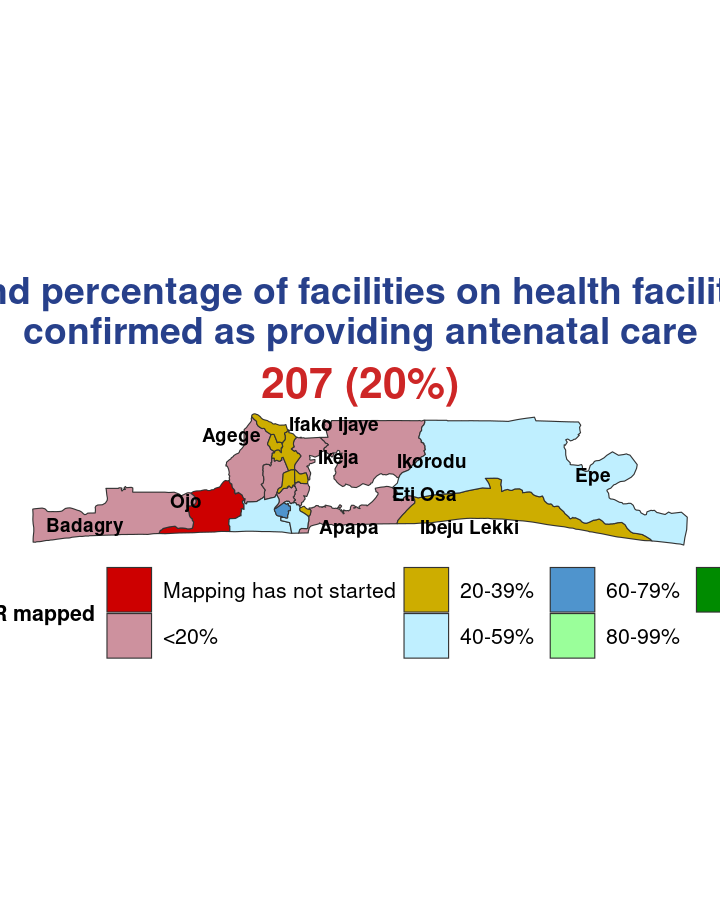 nd percentage of facilities on health facilit
confirmed as providing antenatal care
207 (20%)
Ifako Ijaye
Agege
Ikeja
Ikorodu
Epe
Eti Osa
Ojo
Badagry
Apapa
Ibeju Lekki
R mapped
Mapping has not started
20-39%
60-79%
<20%
40-59%
80-99%